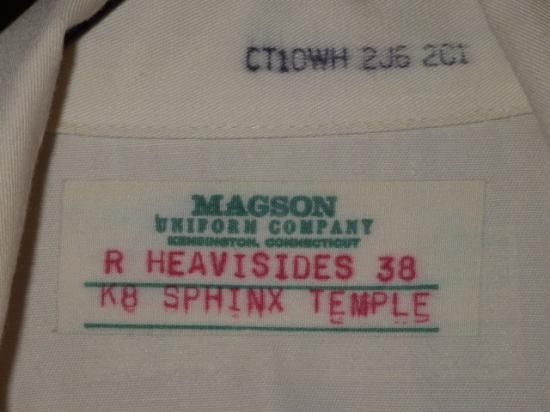 CT10WH 2J6 201
MAGSON
UNIFORM COMPANY
KENSINGTON, CONNECTICUT
R HEAVISIDES 38
K8 SPHINX TEMPLE